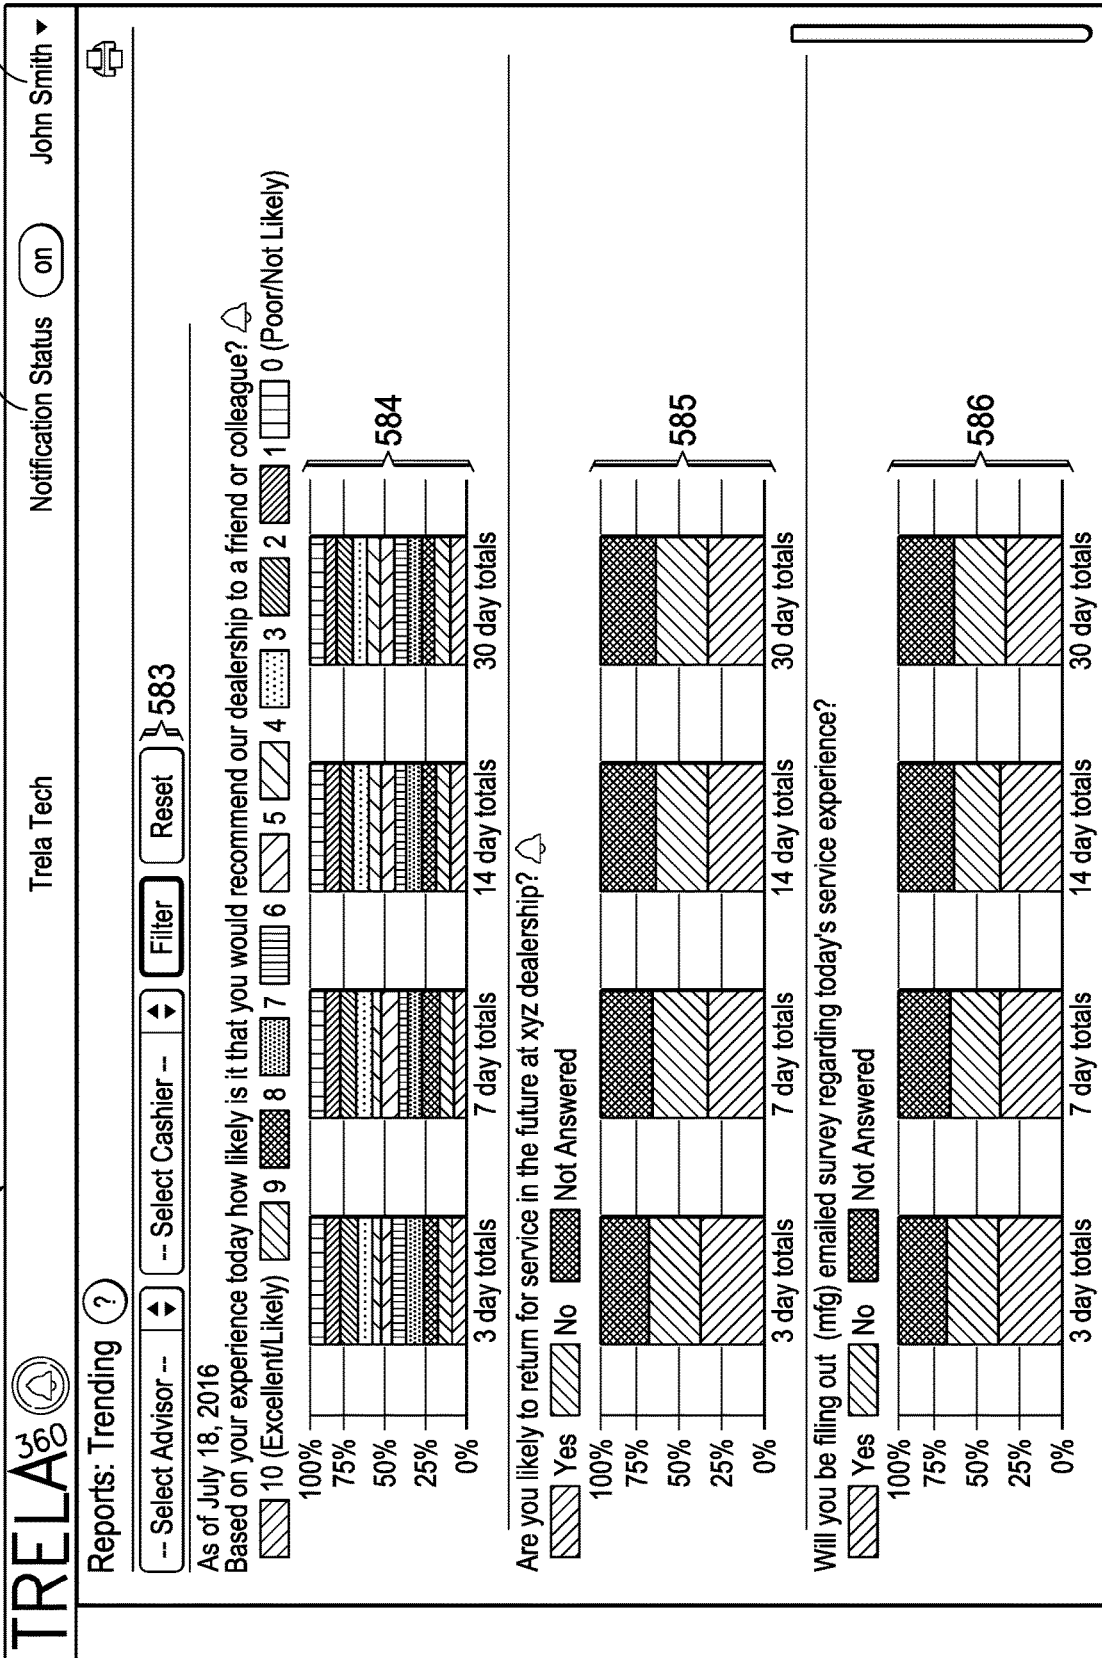 TRELA 360
Trela Tech
Notification Status on
John Smith ▼
Reports: Trending ?
-- Select Advisor --
-- Select Cashier --
Filter
Reset
583
As of July 18, 2016
Based on your experience today how likely is it that you would recommend our dealership to a friend or colleague?
10 (Excellent/Likely) 9 8 7 6 5 4 3 2 1 0 (Poor/Not Likely)
100%
75%
50%
25%
0%
3 day totals
7 day totals
14 day totals
30 day totals
584
Are you likely to return for service in the future at xyz dealership?
Yes No Not Answered
100%
75%
50%
25%
0%
3 day totals
7 day totals
14 day totals
30 day totals
585
Will you be filing out (mfg) emailed survey regarding today's service experience?
Yes No Not Answered
100%
75%
50%
25%
0%
3 day totals
7 day totals
14 day totals
30 day totals
586